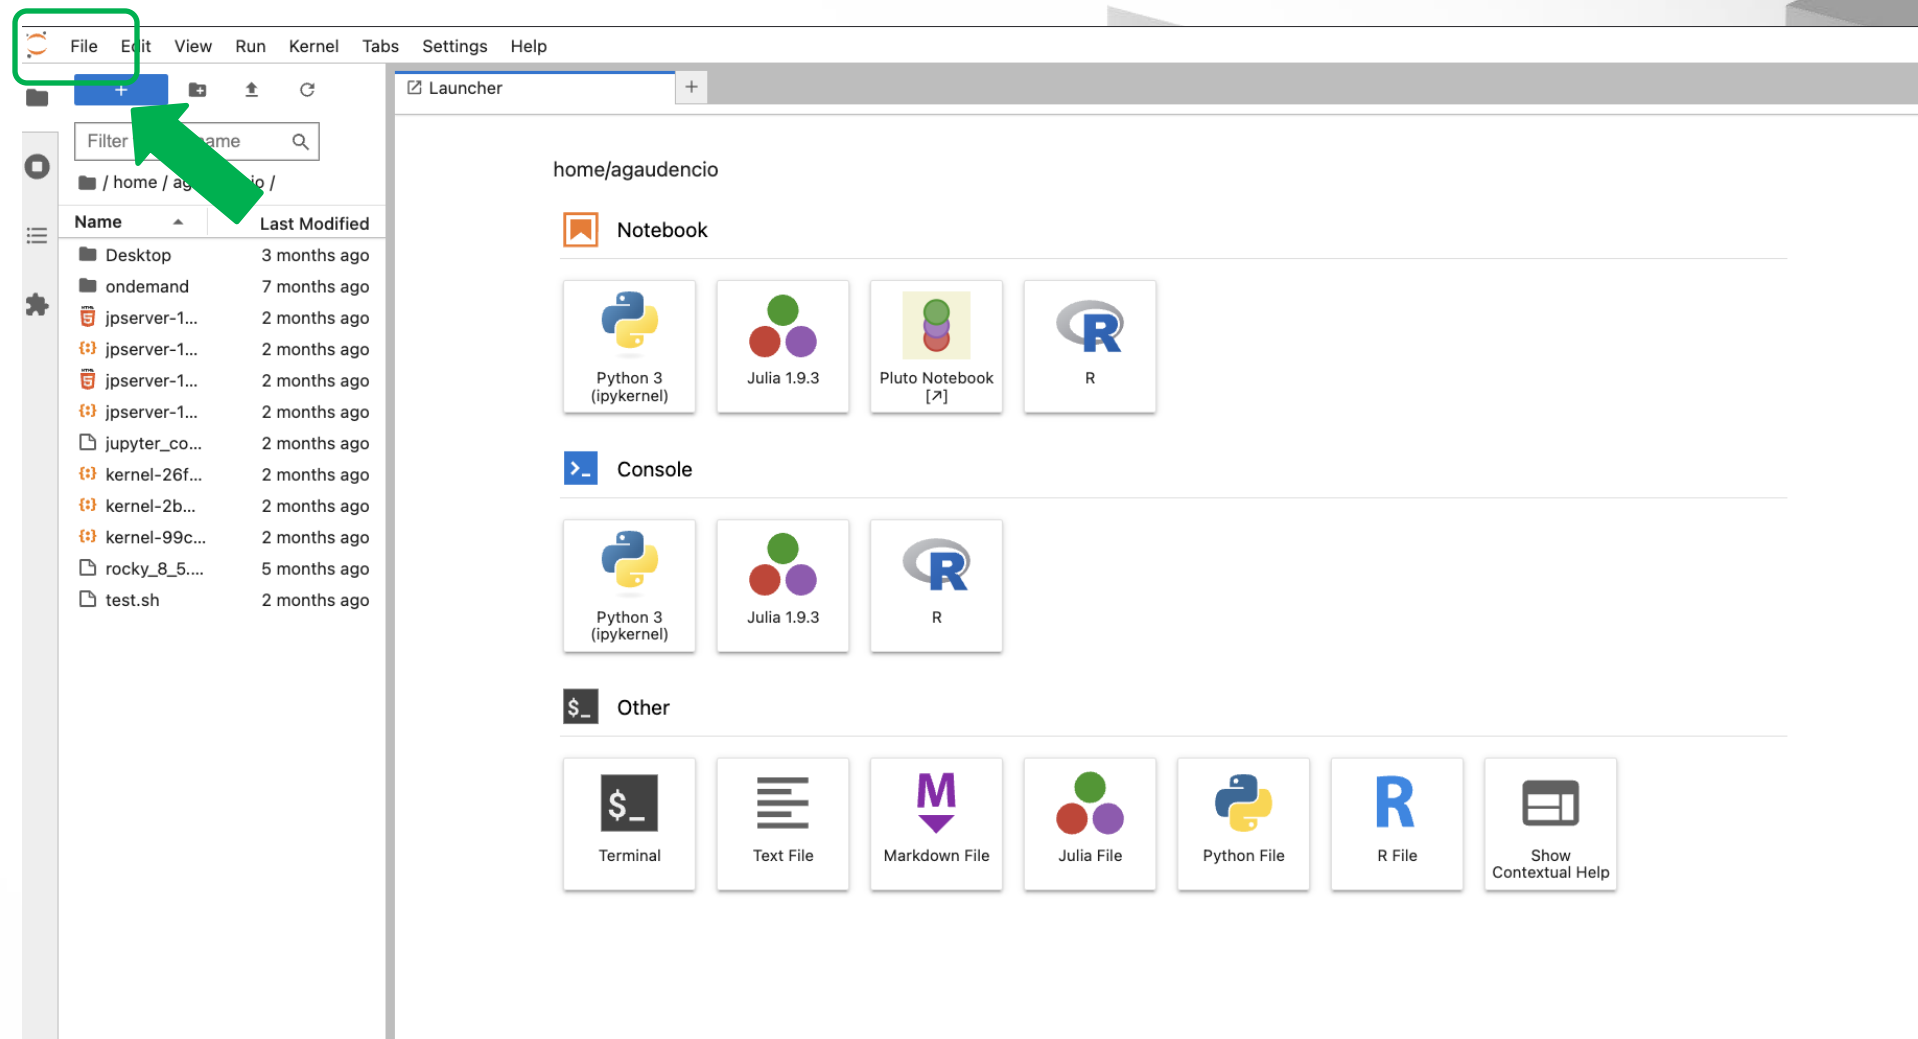 File Edit View Run Kernel Tabs Settings Help
+
Launcher
+
Filter name
/ home / ag io /
Name Last Modified
Desktop 3 months ago
ondemand 7 months ago
jpserver-1... 2 months ago
jpserver-1... 2 months ago
jpserver-1... 2 months ago
jpserver-1... 2 months ago
jupyter_co... 2 months ago
kernel-26f... 2 months ago
kernel-2b... 2 months ago
kernel-99c... 2 months ago
rocky_8_5.... 5 months ago
test.sh 2 months ago
home/agaudencio
Notebook
Python 3
(ipykernel)
Julia 1.9.3
Pluto Notebook
[↗]
R
Console
Python 3
(ipykernel)
Julia 1.9.3
R
$_ Other
$_
Terminal
Text File
M
Markdown File
Julia File
Python File
R
R File
Show
Contextual Help